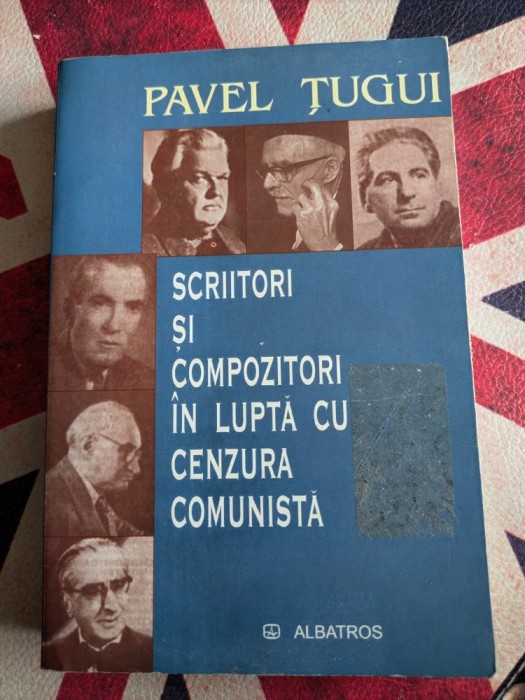 PAVEL ȚUGUI
SCRIITORI
ȘI
COMPOZITORI
ÎN LUPTĂ CU
CENZURA
COMUNISTĂ
ALBATROS